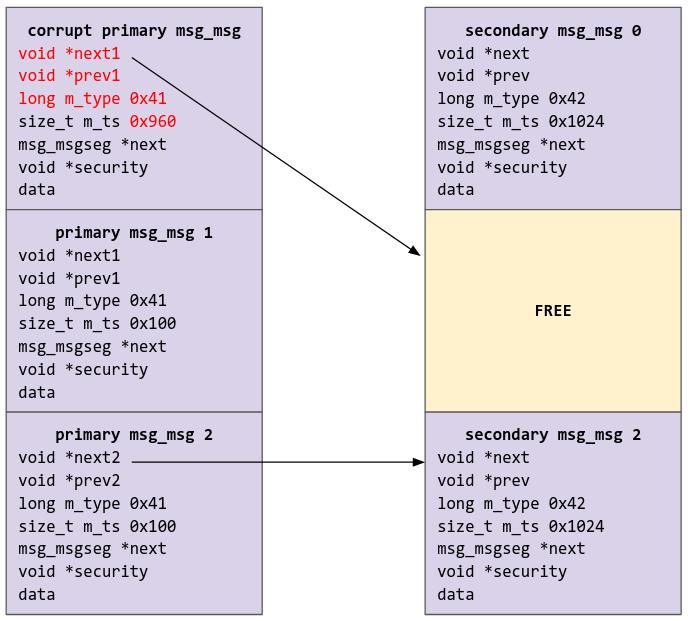 corrupt primary msg_msg
void *next1
void *prev1
long m_type 0x41
size_t m_ts 0x960
msg_msgseg *next
void *security
data
primary msg_msg 1
void *next1
void *prev1
long m_type 0x41
size_t m_ts 0x100
msg_msgseg *next
void *security
data
primary msg_msg 2
void *next2
void *prev2
long m_type 0x41
size_t m_ts 0x100
msg_msgseg *next
void *security
data
secondary msg_msg 0
void *next
void *prev
long m_type 0x42
size_t m_ts 0x1024
msg_msgseg *next
void *security
data
FREE
secondary msg_msg 2
void *next
void *prev
long m_type 0x42
size_t m_ts 0x1024
msg_msgseg *next
void *security
data